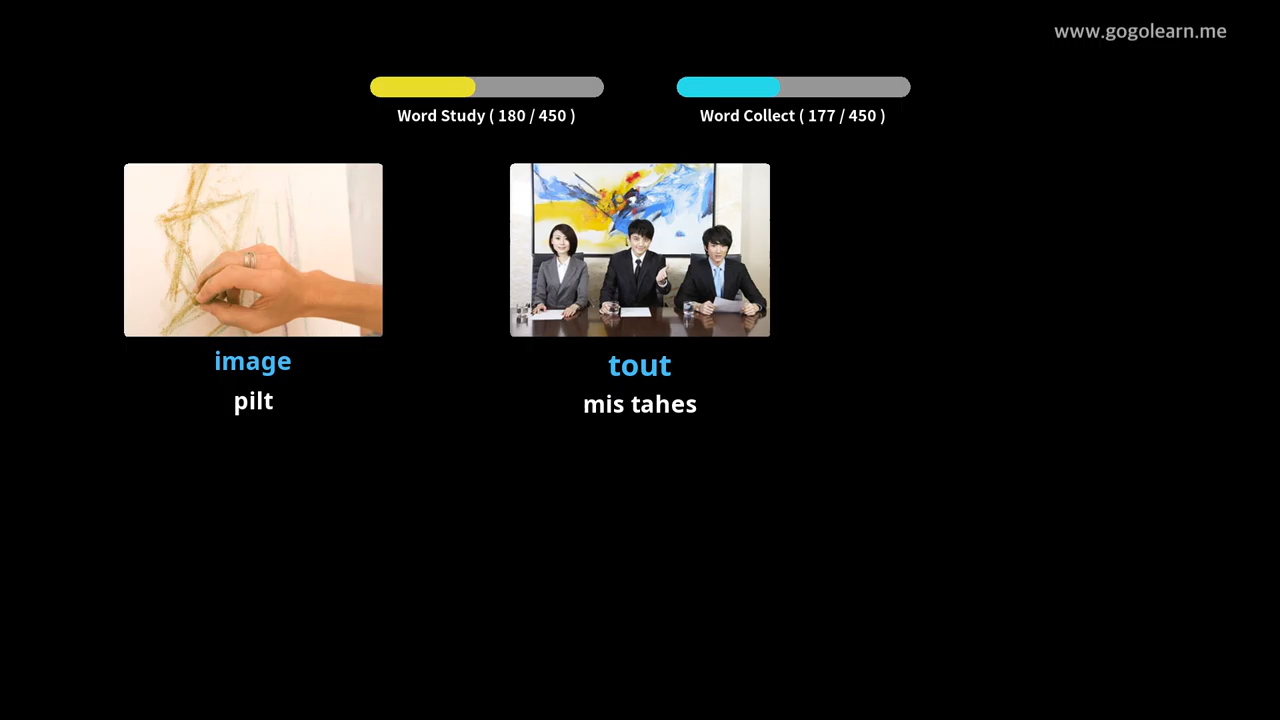 www.gogolearn.me
Word Study ( 180 / 450 )
Word Collect ( 177 / 450 )
image
pilt
tout
mis tahes